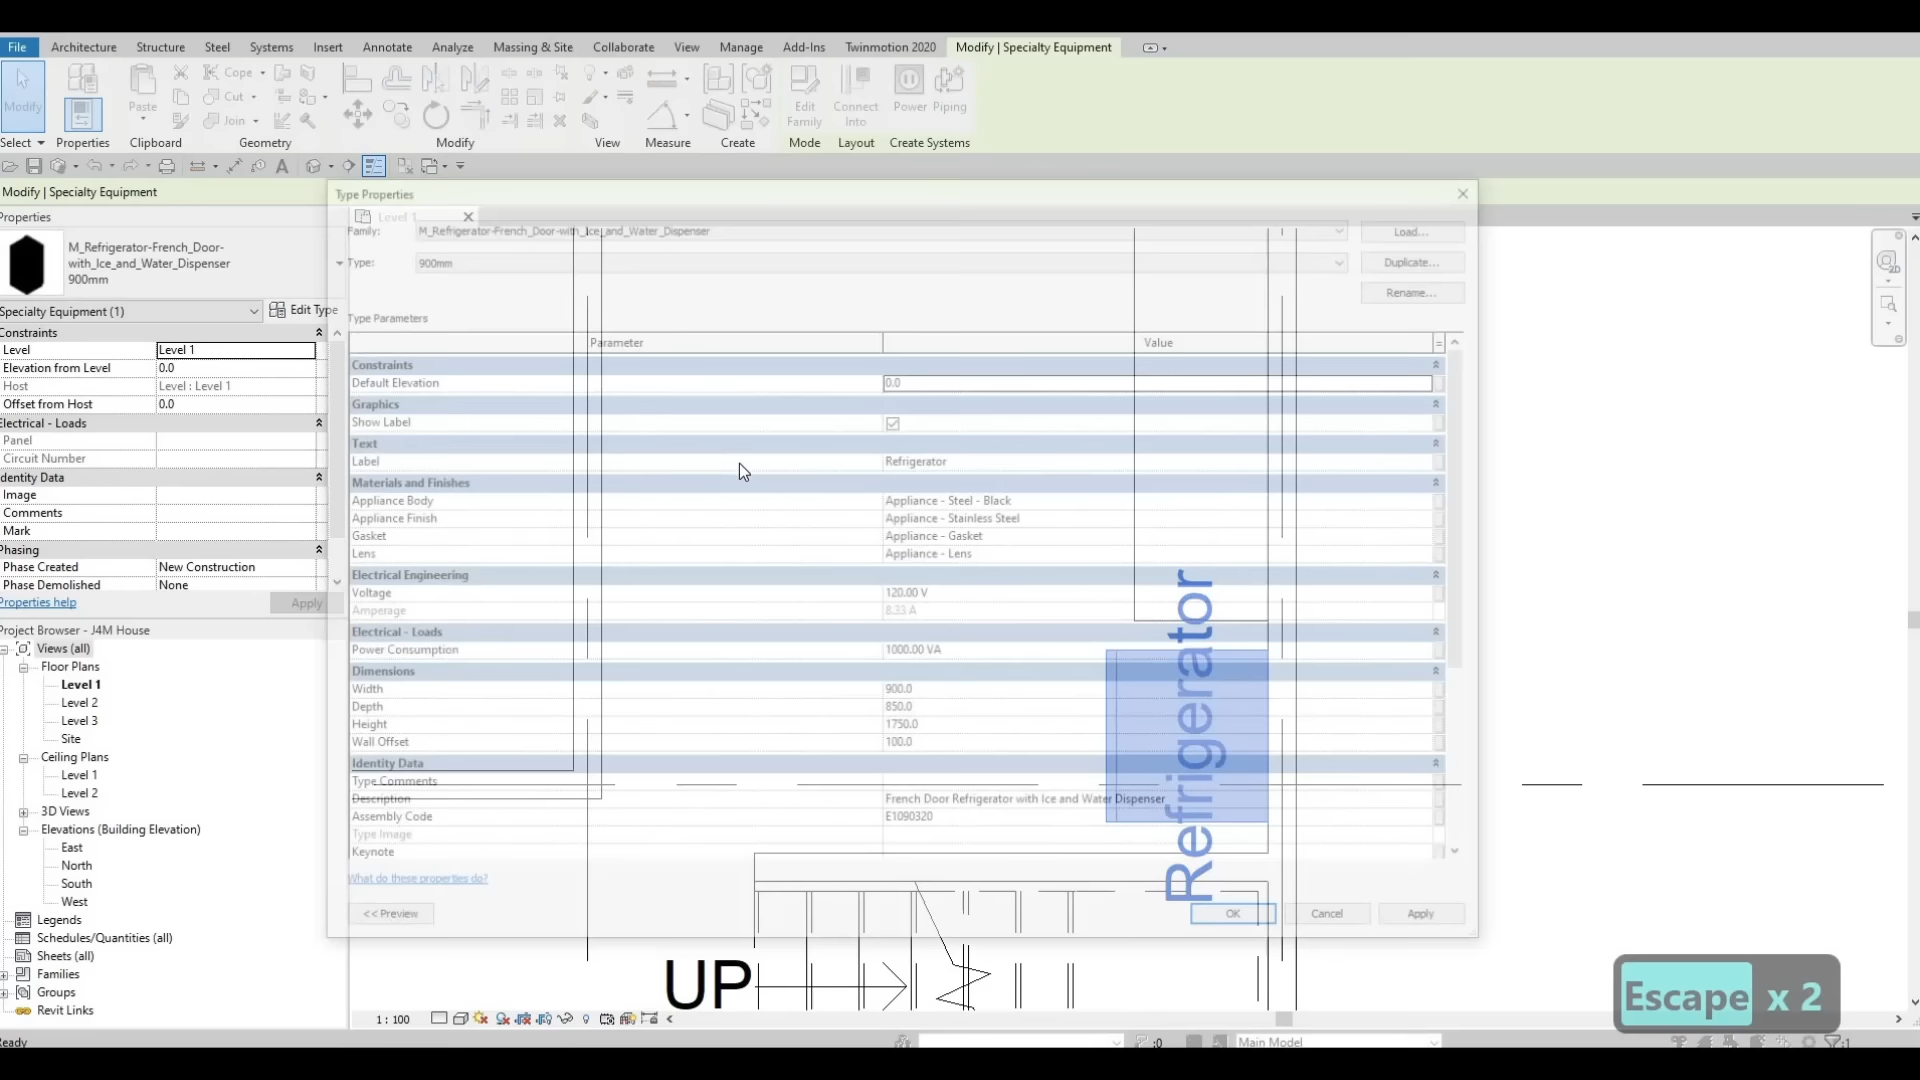 File Architecture Structure Steel Systems Insert Annotate Analyze Massing & Site Collaborate View Manage Add-Ins Twinmotion 2020 Modify | Specialty Equipment
Modify Paste Cope Cut Join Edit Family Connect Into Power Piping
Select Properties Clipboard Geometry Modify View Measure Create Mode Layout Create Systems
Modify | Specialty Equipment
Properties
M_Refrigerator-French_Door-
with_Ice_and_Water_Dispenser
900mm
Specialty Equipment (1) Edit Type
Constraints
Level Level 1
Elevation from Level 0.0
Host Level : Level 1
Offset from Host 0.0
Electrical - Loads
Panel
Circuit Number
Identity Data
Image
Comments
Mark
Phasing
Phase Created New Construction
Phase Demolished None
Properties help Apply
Project Browser - J4M House
Views (all)
Floor Plans
Level 1
Level 2
Level 3
Site
Ceiling Plans
Level 1
Level 2
3D Views
Elevations (Building Elevation)
East
North
South
West
Legends
Schedules/Quantities (all)
Sheets (all)
Families
Groups
Revit Links
Type Properties
Level 1
Family: M_Refrigerator-French_Door-with_Ice_and_Water_Dispenser Load...
Type: 900mm Duplicate...
Rename...
Type Parameters
Parameter Value =
Constraints
Default Elevation 0.0
Graphics
Show Label
Text
Label Refrigerator
Materials and Finishes
Appliance Body Appliance - Steel - Black
Appliance Finish Appliance - Stainless Steel
Gasket Appliance - Gasket
Lens Appliance - Lens
Electrical Engineering
Voltage 120.00 V
Amperage 8.33 A
Electrical - Loads
Power Consumption 1000.00 VA
Dimensions
Width 900.0
Depth 850.0
Height 1750.0
Wall Offset 100.0
Identity Data
Type Comments
Description French Door Refrigerator with Ice and Water Dispenser
Assembly Code E1090320
Type Image
Keynote
What do these properties do?
<< Preview OK Cancel Apply
Refrigerator
UP
Escape x 2
1 : 100
Ready :0 Main Model :1